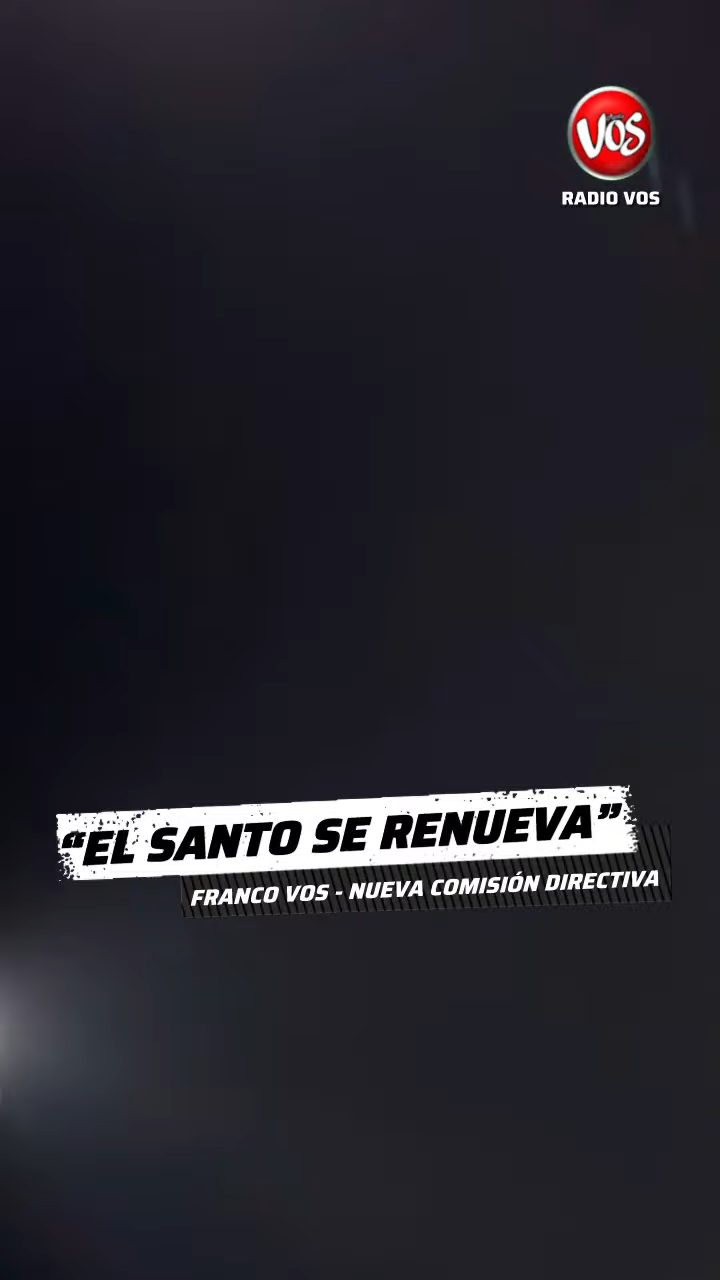 VOS
RADIO VOS
“EL SANTO SE RENUEVA”
FRANCO VOS - NUEVA COMISIÓN DIRECTIVA